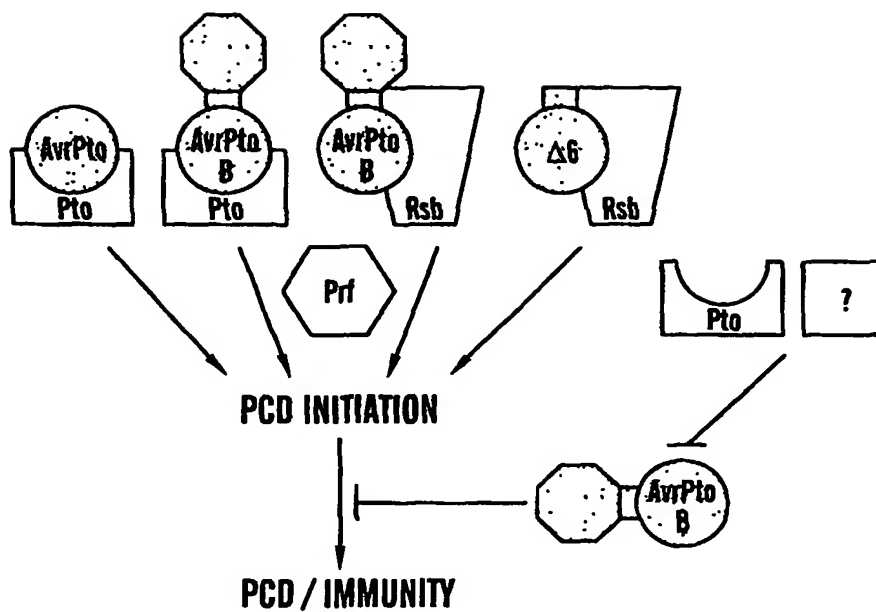 AvrPto
Pto
AvrPto
B
Pto
AvrPto
B
Rsb
Δ6
Rsb
Prf
Pto
?
PCD INITIATION
AvrPto
B
PCD / IMMUNITY